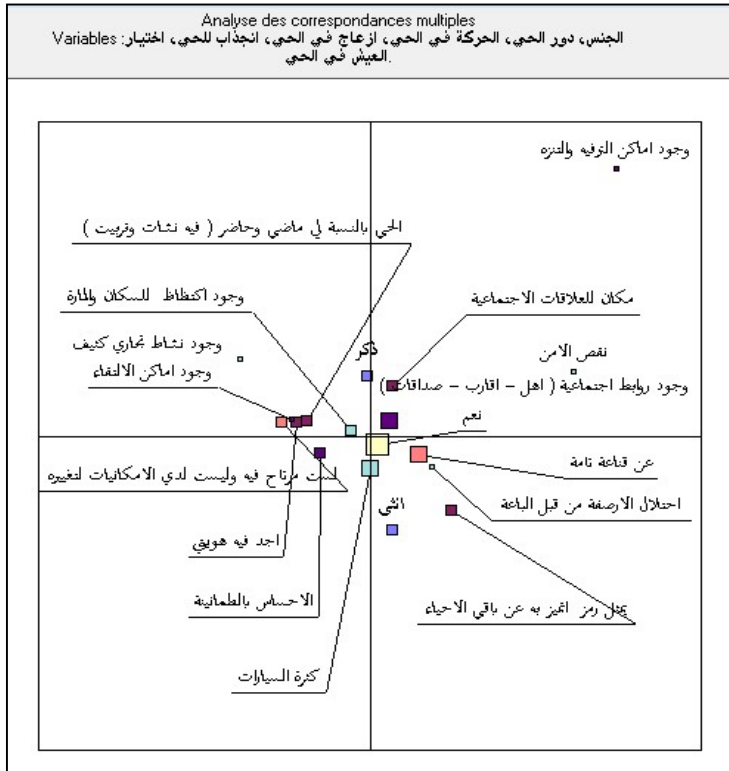 Analyse des correspondances multiples
Variables : الجنس، دور الحي، الحركة في الحي، ازعاج في الحي، انجذاب للحي، اختيار
العيش في الحي.
وجود اماكن الترفيه والتنزه
الحي بالنسبة لي ماضي وحاضر ( فيه نشات وتربيت )
وجود اكتظاظ للسكان والمارة
مكان للعلاقات الاجتماعية
وجود نشاط تجاري كثيف
ذكر
نقص الامن
وجود اماكن الالتقاء
وجود روابط اجتماعية ( اهل – اقارب – صداقات )
نعم
عن قناعة تامة
لست مرتاح فيه وليست لدي الامكانيات لتغييره
احتلال الارصفة من قبل الباعة
انثى
اجد فيه هويتي
الاحساس بالطمانينة
يمثل رمز اتميز به عن باقي الاحياء
كثرة السيارات